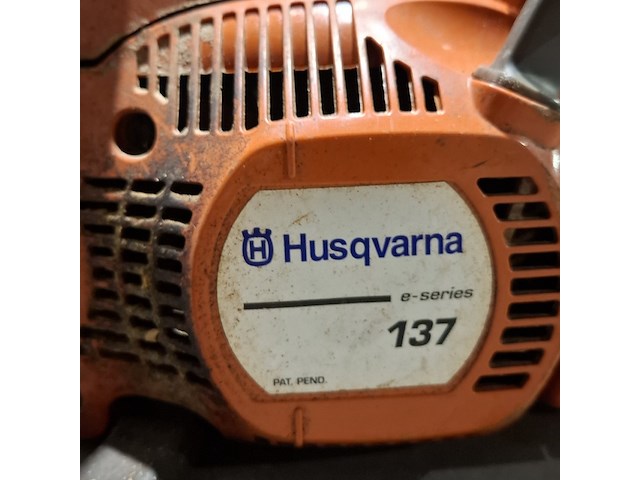 Husqvarna
e-series
137
PAT. PEND.